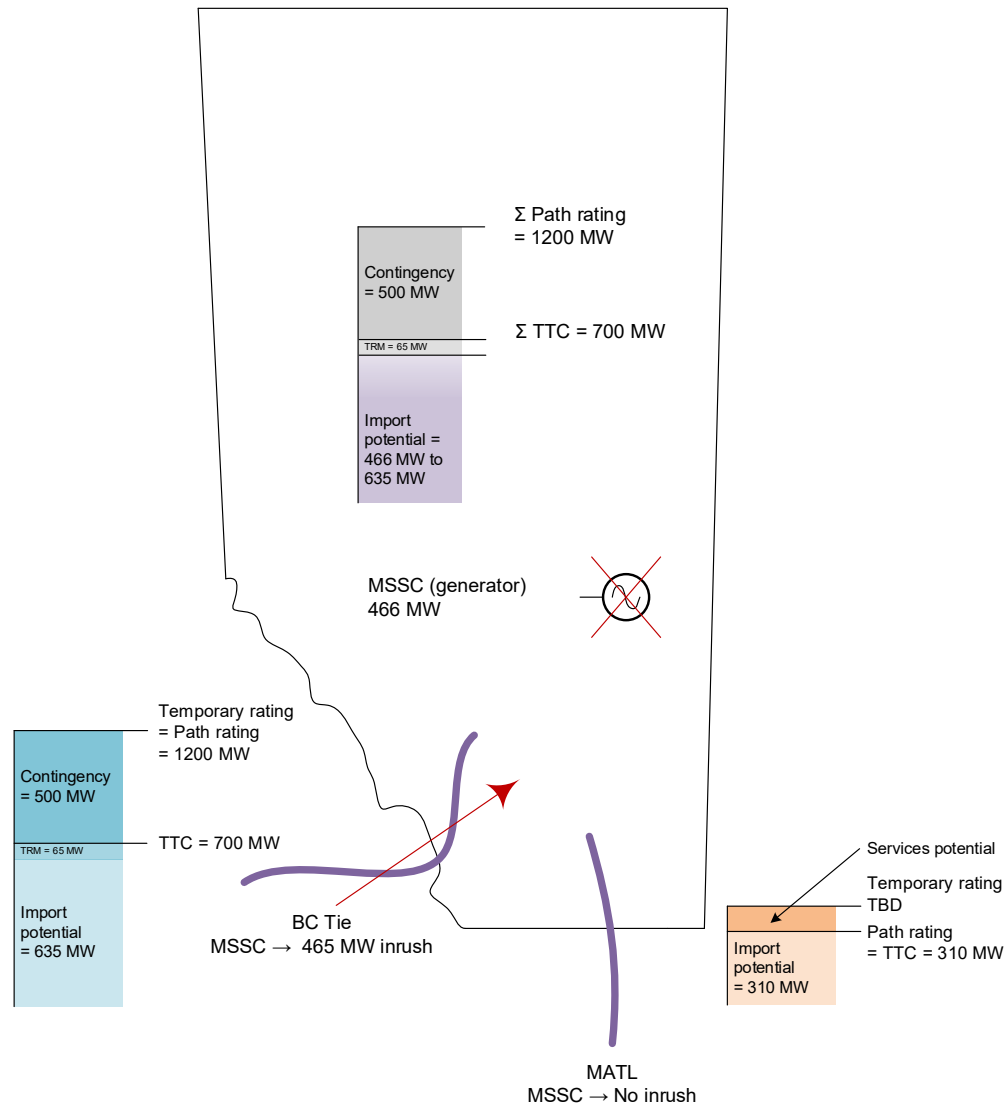 Σ Path rating
= 1200 MW
Contingency
= 500 MW
Σ TTC = 700 MW
TRM = 65 MW
Import
potential =
466 MW to
635 MW
MSSC (generator)
466 MW
Temporary rating
= Path rating
= 1200 MW
Contingency
= 500 MW
TTC = 700 MW
TRM = 65 MW
Import
potential
= 635 MW
BC Tie
MSSC → 465 MW inrush
Services potential
Temporary rating
TBD
Path rating
= TTC = 310 MW
Import
potential
= 310 MW
MATL
MSSC → No inrush